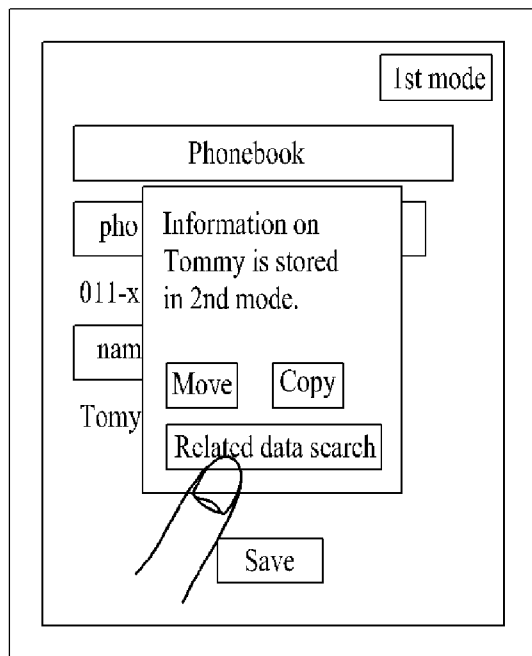 1st mode
Phonebook
pho
Information on
Tommy is stored
011-x
in 2nd mode.
nam
Move
Copy
Tomy
Related data search
Save